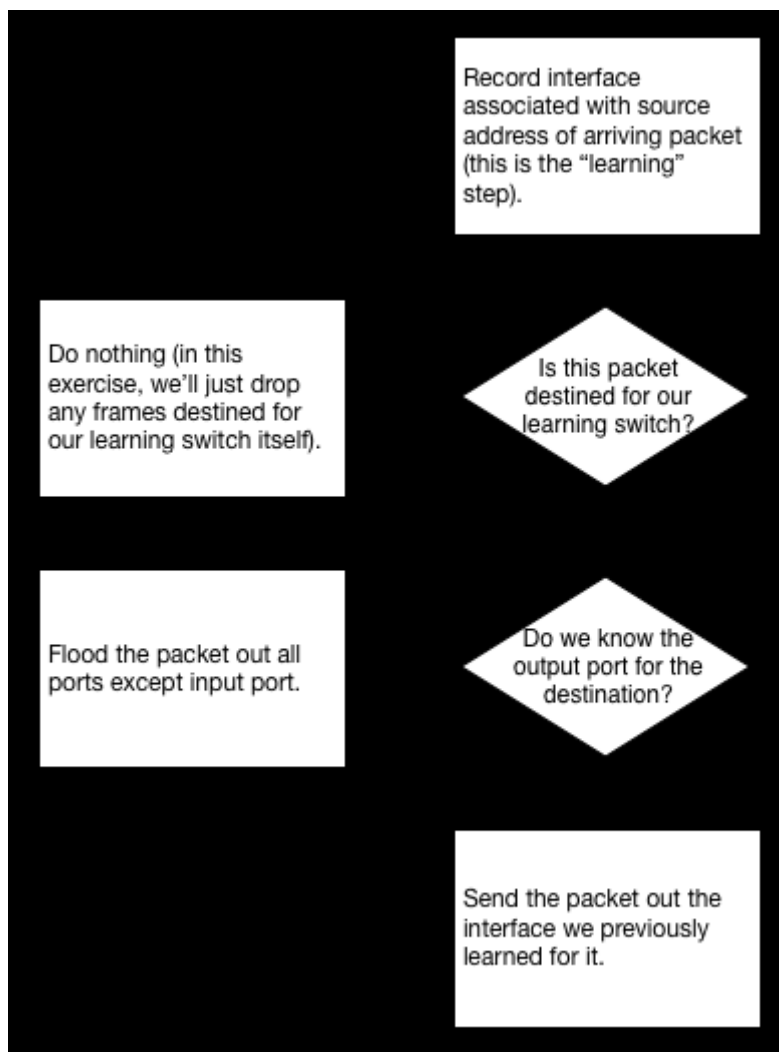 Record interface
associated with source
address of arriving packet
(this is the “learning”
step).
Do nothing (in this
exercise, we’ll just drop
any frames destined for
our learning switch itself).
Is this packet
destined for our
learning switch?
Flood the packet out all
ports except input port.
Do we know the
output port for the
destination?
Send the packet out the
interface we previously
learned for it.